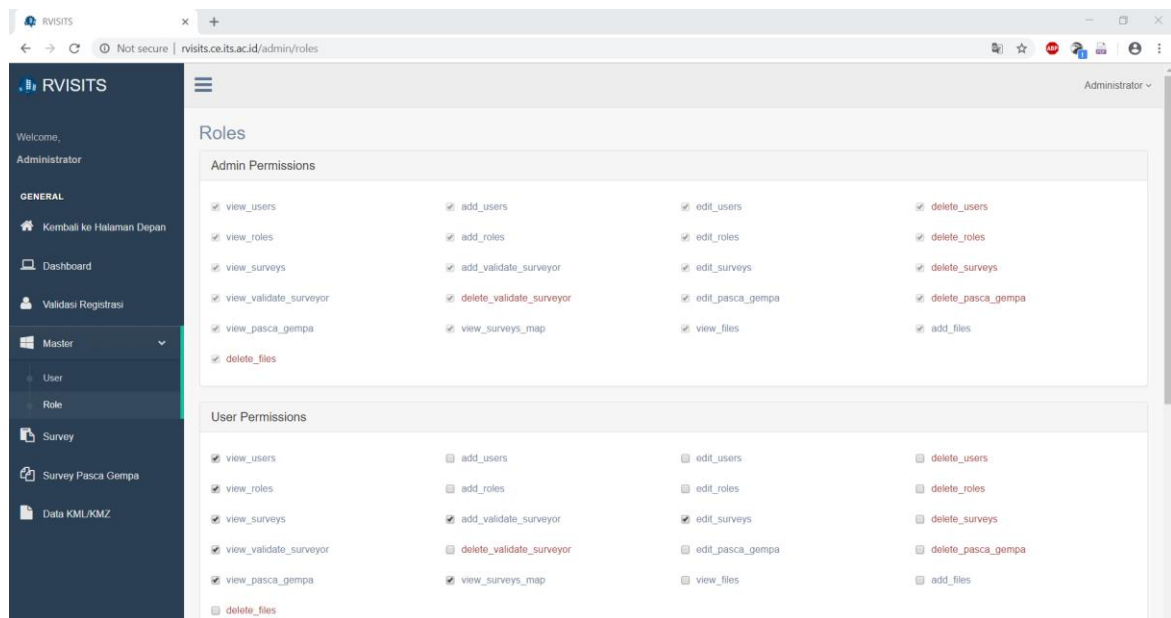 RVISITS
Not secure | rvisits.ce.its.ac.id/admin/roles
RVISITS
Administrator
Welcome,
Administrator
GENERAL
Kembali ke Halaman Depan
Dashboard
Validasi Registrasi
Master
User
Role
Survey
Survey Pasca Gempa
Data KML/KMZ
Roles
Admin Permissions
view_users add_users edit_users delete_users
view_roles add_roles edit_roles delete_roles
view_surveys add_validate_surveyor edit_surveys delete_surveys
view_validate_surveyor delete_validate_surveyor edit_pasca_gempa delete_pasca_gempa
view_pasca_gempa view_surveys_map view_files add_files
delete_files
User Permissions
view_users add_users edit_users delete_users
view_roles add_roles edit_roles delete_roles
view_surveys add_validate_surveyor edit_surveys delete_surveys
view_validate_surveyor delete_validate_surveyor edit_pasca_gempa delete_pasca_gempa
view_pasca_gempa view_surveys_map view_files add_files
delete_files